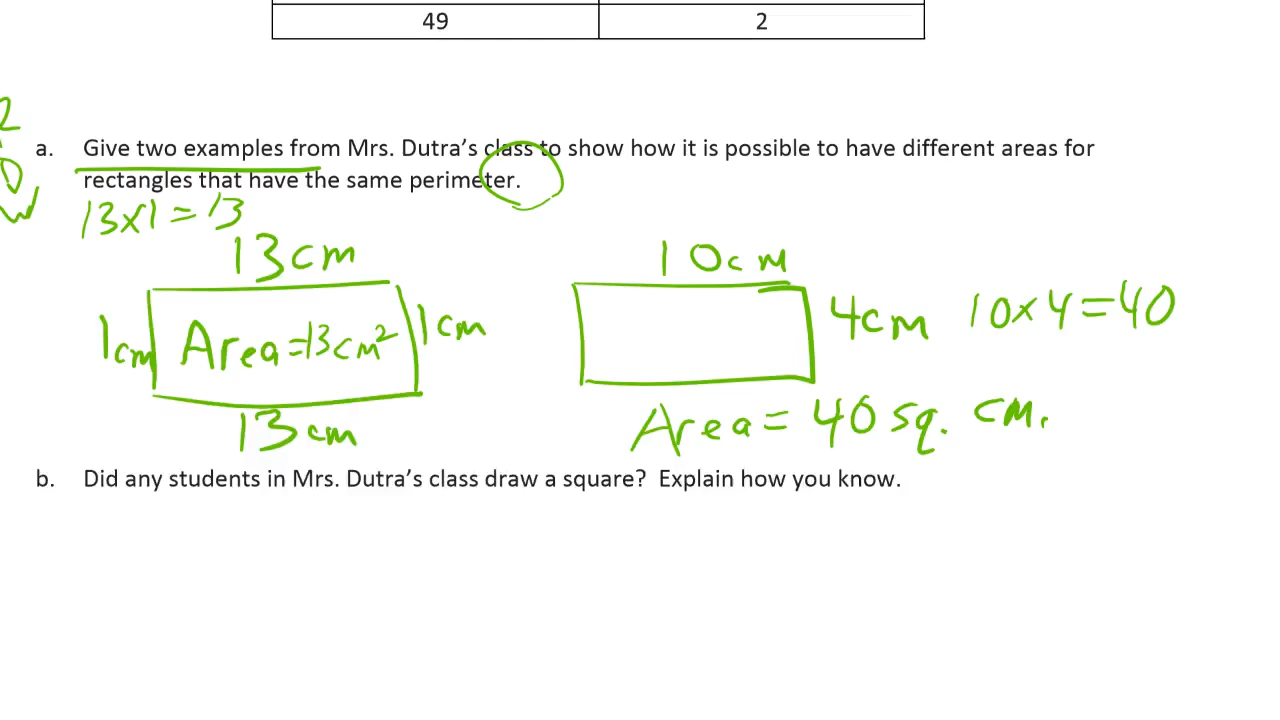 49 2
a. Give two examples from Mrs. Dutra's class to show how it is possible to have different areas for
rectangles that have the same perimeter.
13x1=13
13cm
1cm Area=13cm² 1cm
13cm
10cm
4cm 10x4=40
Area= 40 sq. cm.
b. Did any students in Mrs. Dutra's class draw a square? Explain how you know.